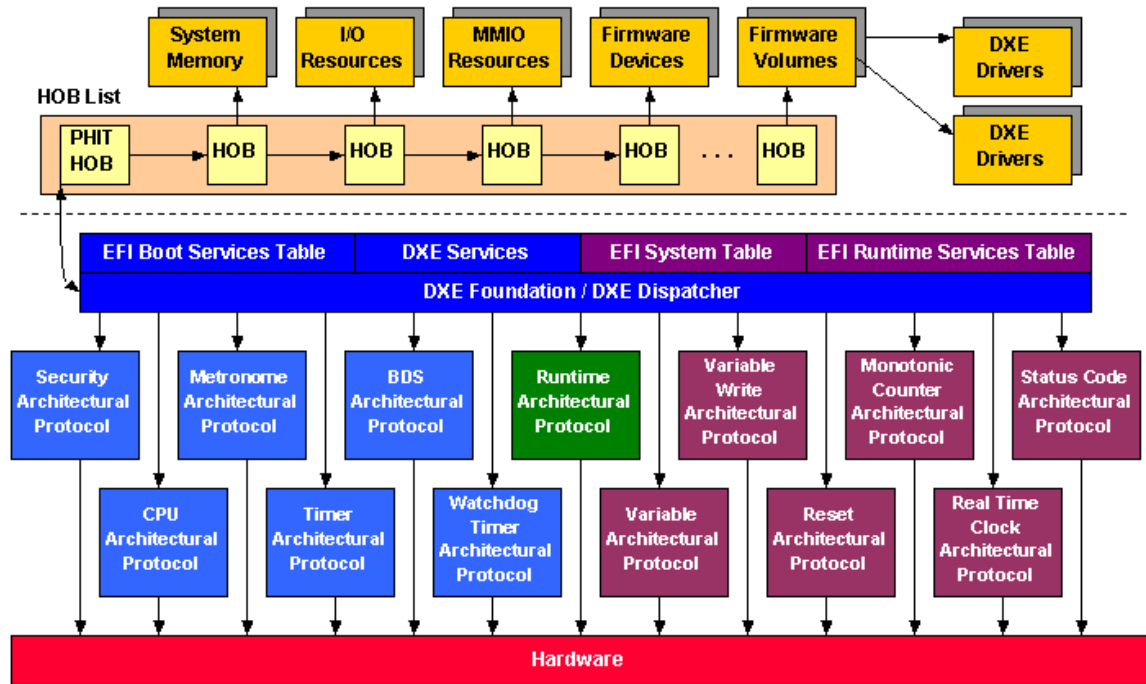 System
Memory
I/O
Resources
MMIO
Resources
Firmware
Devices
Firmware
Volumes
DXE
Drivers
DXE
Drivers
HOB List
PHIT
HOB
HOB
HOB
HOB
HOB
. . .
HOB
EFI Boot Services Table
DXE Services
EFI System Table
EFI Runtime Services Table
DXE Foundation / DXE Dispatcher
Security
Architectural
Protocol
Metronome
Architectural
Protocol
BDS
Architectural
Protocol
Runtime
Architectural
Protocol
Variable
Write
Architectural
Protocol
Monotonic
Counter
Architectural
Protocol
Status Code
Architectural
Protocol
CPU
Architectural
Protocol
Timer
Architectural
Protocol
Watchdog
Timer
Architectural
Protocol
Variable
Architectural
Protocol
Reset
Architectural
Protocol
Real Time
Clock
Architectural
Protocol
Hardware